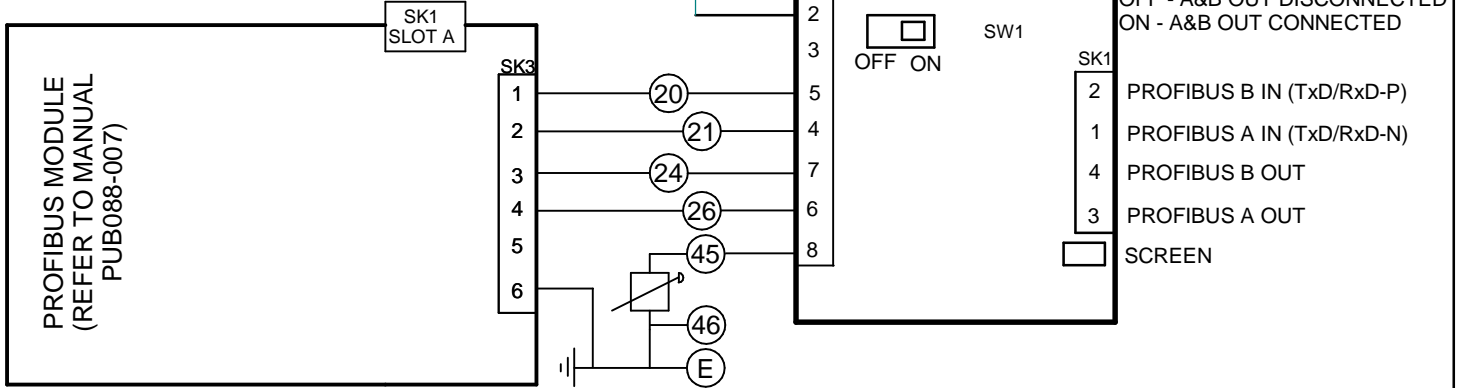 SK1
SLOT A
PROFIBUS MODULE
(REFER TO MANUAL
PUB088-007)
SK3
1
2
3
4
5
6
20
21
24
26
45
46
E
2
3
5
4
7
6
8
OFF ON
SW1
OFF - A&B OUT DISCONNECTED
ON - A&B OUT CONNECTED
SK1
2 PROFIBUS B IN (TxD/RxD-P)
1 PROFIBUS A IN (TxD/RxD-N)
4 PROFIBUS B OUT
3 PROFIBUS A OUT
SCREEN